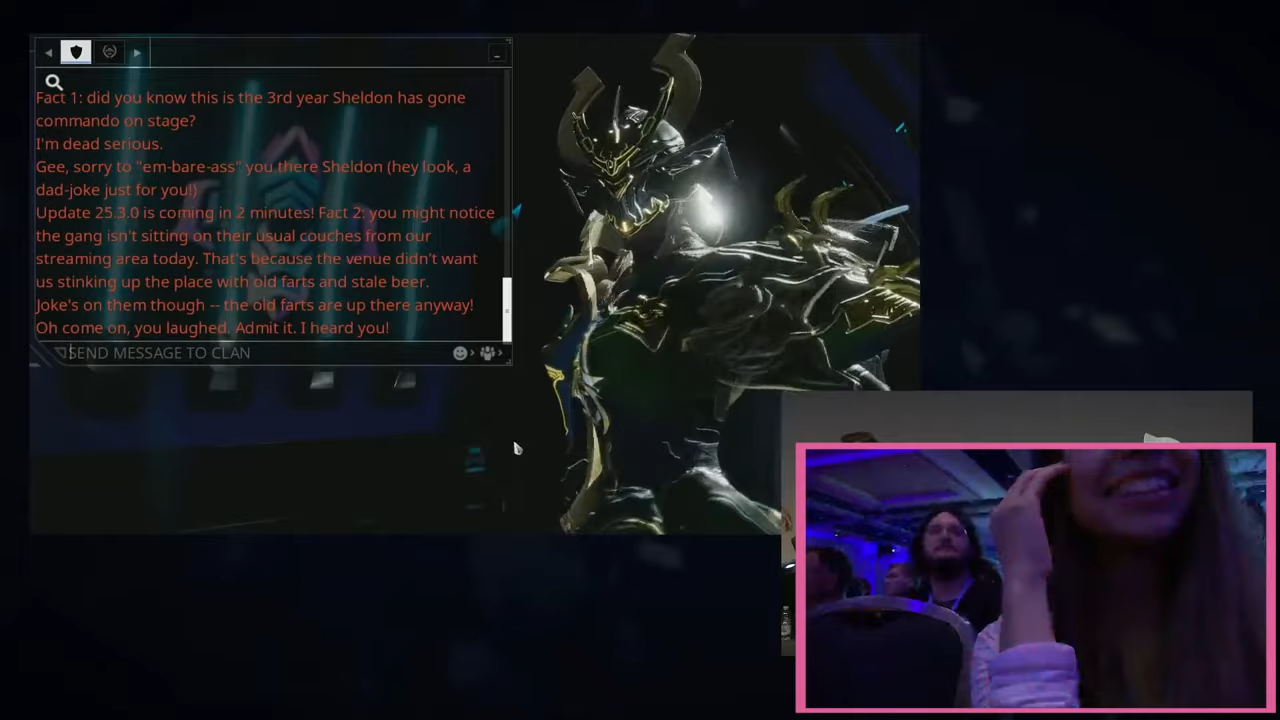 Fact 1: did you know this is the 3rd year Sheldon has gone
commando on stage?
I'm dead serious.
Gee, sorry to "em-bare-ass" you there Sheldon (hey look, a
dad-joke just for you!)
Update 25.3.0 is coming in 2 minutes! Fact 2: you might notice
the gang isn't sitting on their usual couches from our
streaming area today. That's because the venue didn't want
us stinking up the place with old farts and stale beer.
Joke's on them though -- the old farts are up there anyway!
Oh come on, you laughed. Admit it. I heard you!
SEND MESSAGE TO CLAN